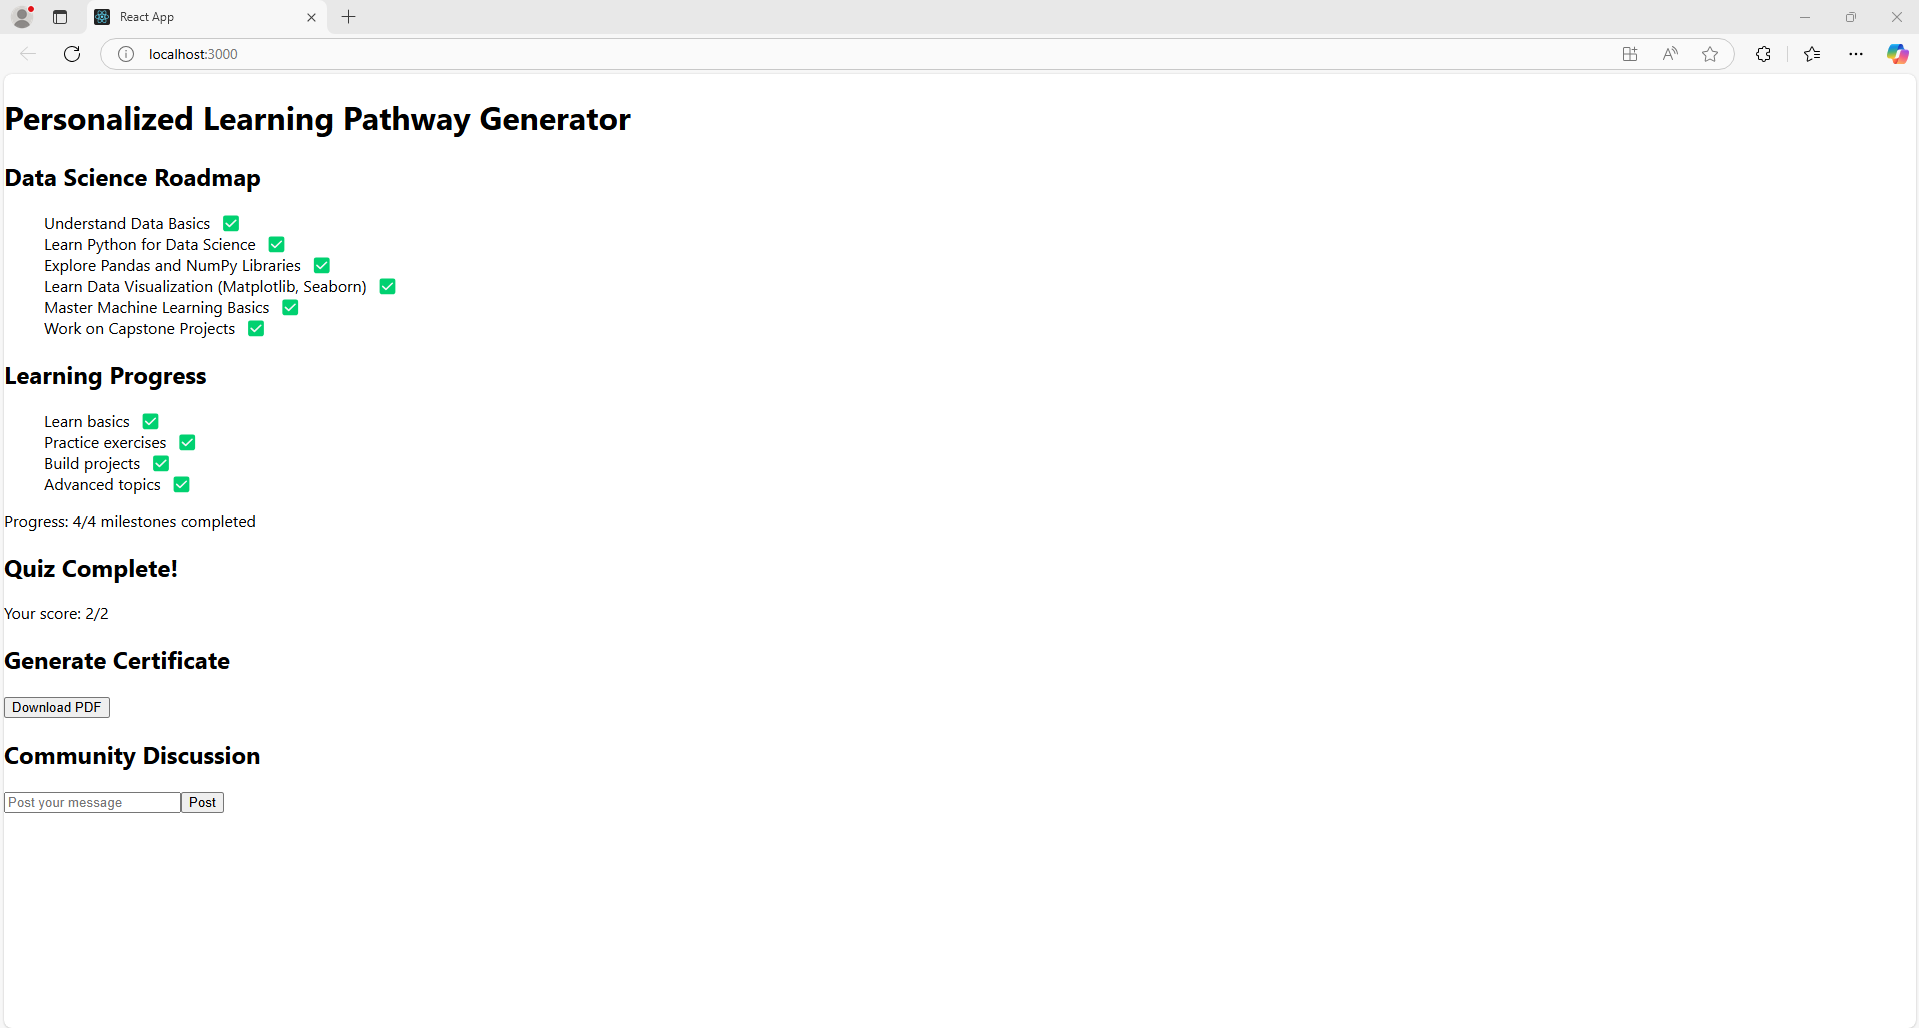 React App
localhost:3000
Personalized Learning Pathway Generator
Data Science Roadmap
Understand Data Basics ✅
Learn Python for Data Science ✅
Explore Pandas and NumPy Libraries ✅
Learn Data Visualization (Matplotlib, Seaborn) ✅
Master Machine Learning Basics ✅
Work on Capstone Projects ✅
Learning Progress
Learn basics ✅
Practice exercises ✅
Build projects ✅
Advanced topics ✅
Progress: 4/4 milestones completed
Quiz Complete!
Your score: 2/2
Generate Certificate
Download PDF
Community Discussion
Post your message Post